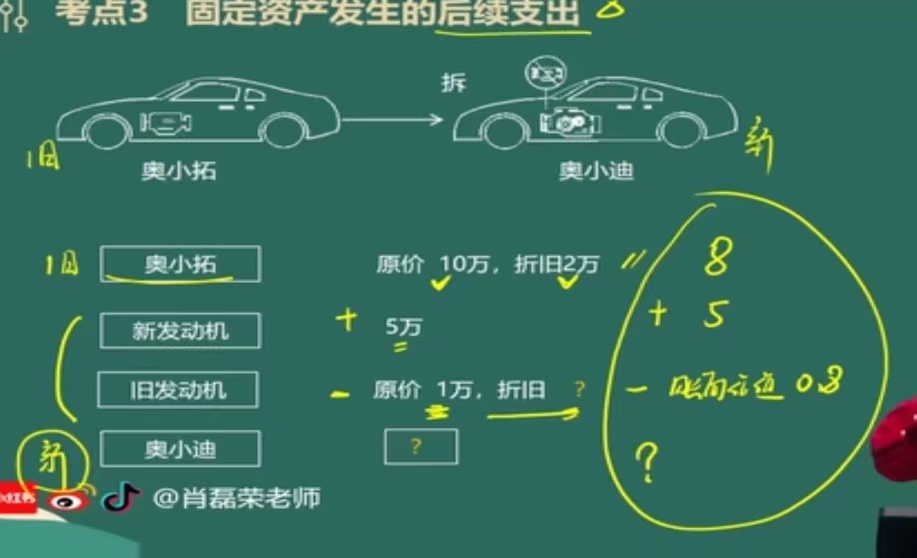 考点3 固定资产发生的后续支出
拆
旧
奥小拓
奥小迪
新
旧 奥小拓 原价 10万，折旧2万 〃 8
新发动机 + 5万 + 5
旧发动机 - 原价 1万，折旧 ? - 账面价值 0.8
新 奥小迪 ? ?
小红书 @肖磊荣老师